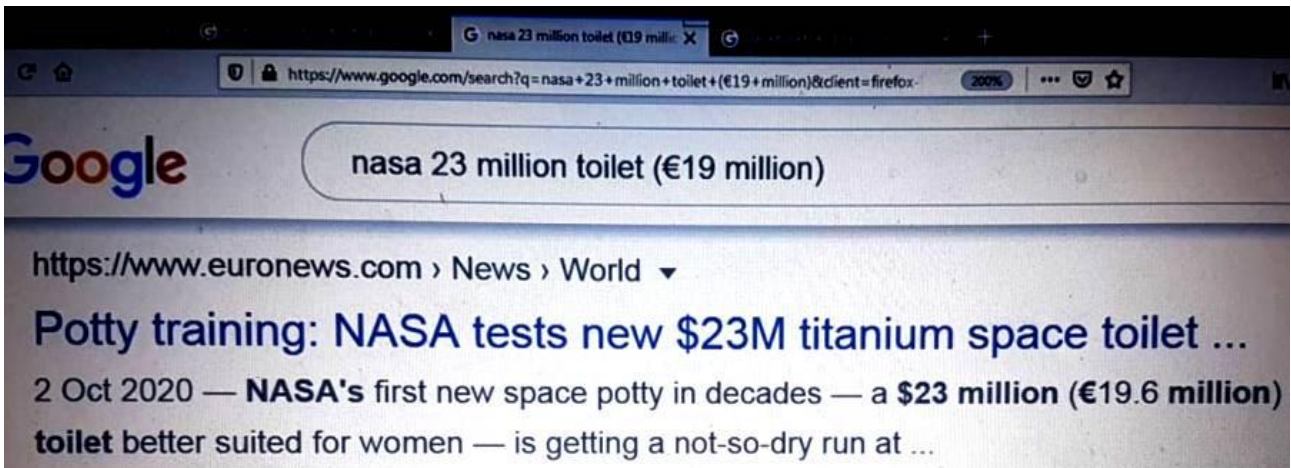 G nasa 23 million toilet (€19 millic X
https://www.google.com/search?q=nasa+23+million+toilet+(€19+million)&client=firefox-
200%
Google
nasa 23 million toilet (€19 million)
https://www.euronews.com › News › World
Potty training: NASA tests new $23M titanium space toilet ...
2 Oct 2020 — NASA's first new space potty in decades — a $23 million (€19.6 million)
toilet better suited for women — is getting a not-so-dry run at ...